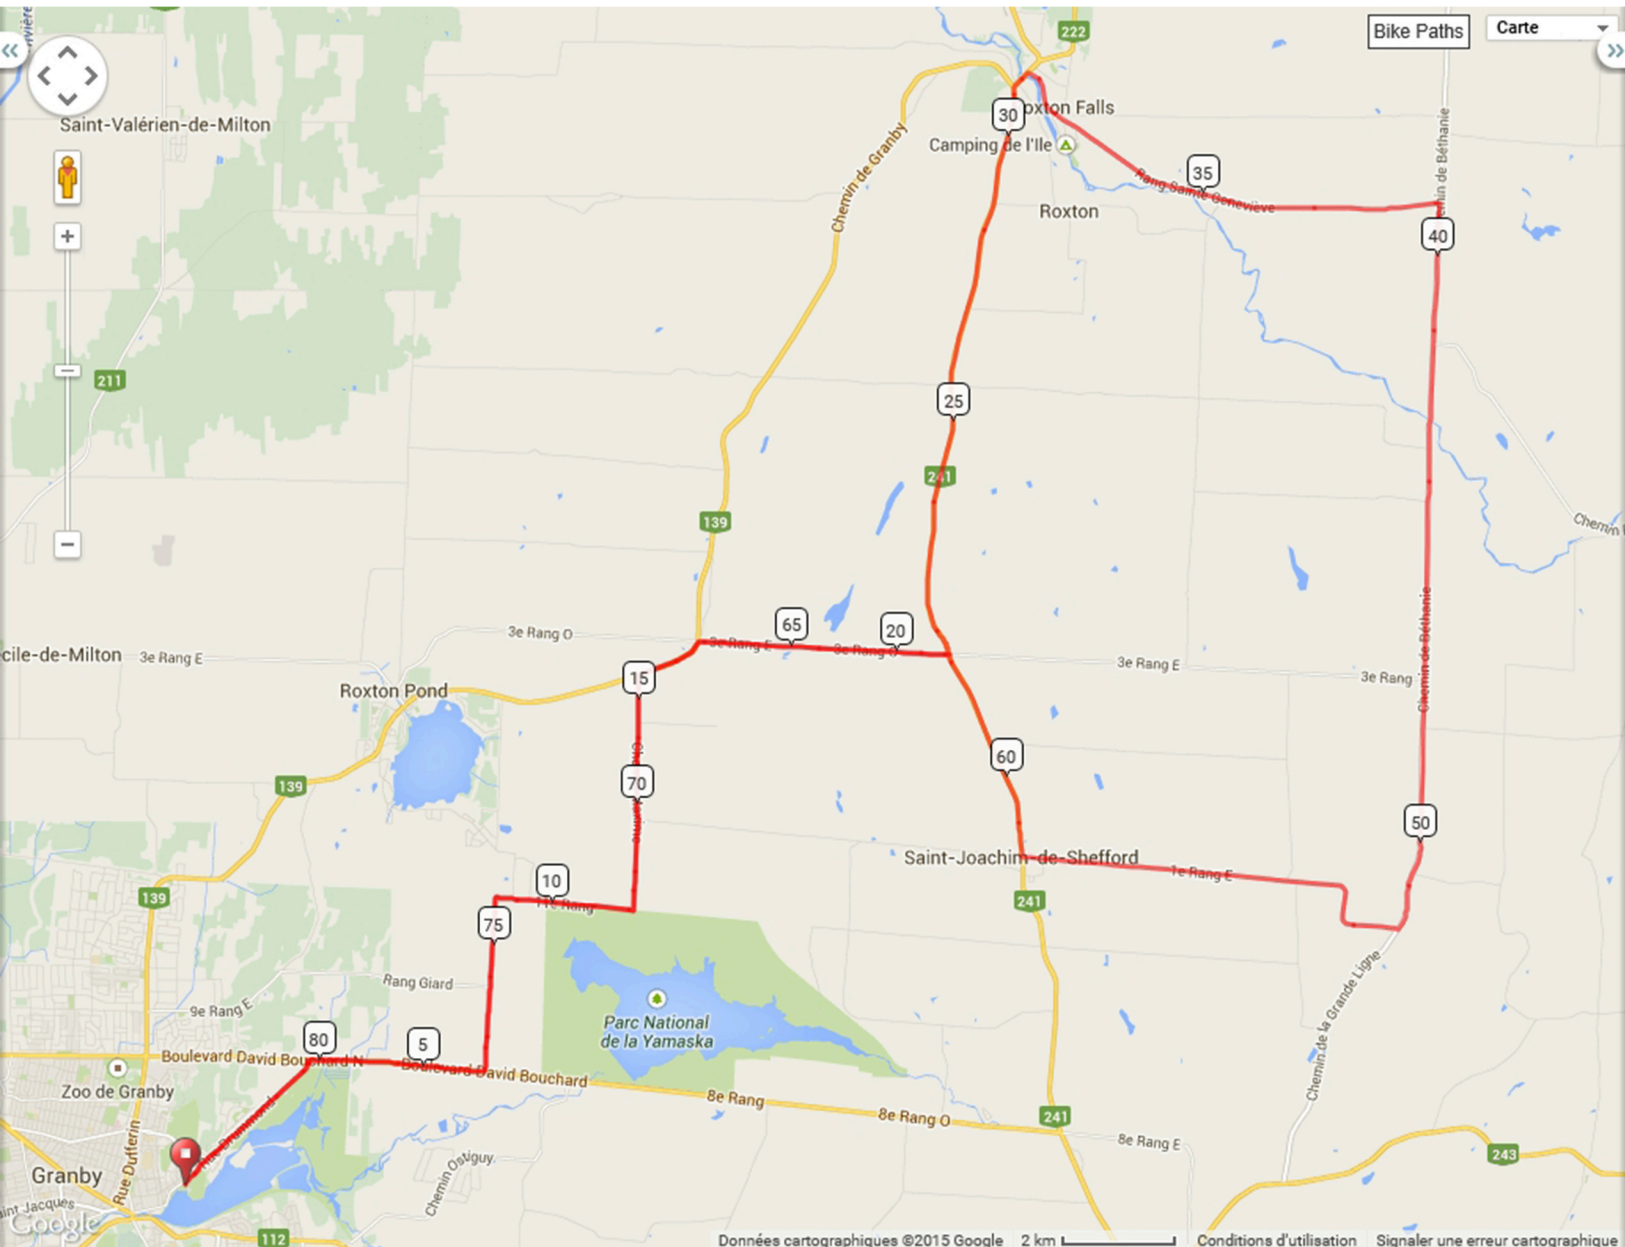 222
Bike Paths
Carte
Saint-Valérien-de-Milton
30
oxton Falls
Camping de l'Ile
Chemin de Granby
35
Rang Sainte Geneviève
Roxton
40
211
25
241
139
Chemin
65
20
3e Rang O
3e Rang E
3e Rang O
3e Rang E
3e Rang
cile-de-Milton
3e Rang E
15
Roxton Pond
Chemin de Béthanie
60
70
139
50
Saint-Joachim-de-Shefford
1e Rang E
10
11e Rang
139
241
75
Rang Giard
Chemin de la Grande Ligne
9e Rang E
Parc National
de la Yamaska
80
5
Boulevard David Bouchard N
Boulevard David Bouchard
Zoo de Granby
8e Rang
8e Rang O
241
8e Rang E
243
Rue Dufferin
Granby
Chemin Ostiguy
int Jacques
Google
112
Données cartographiques ©2015 Google
2 km
Conditions d'utilisation
Signaler une erreur cartographique